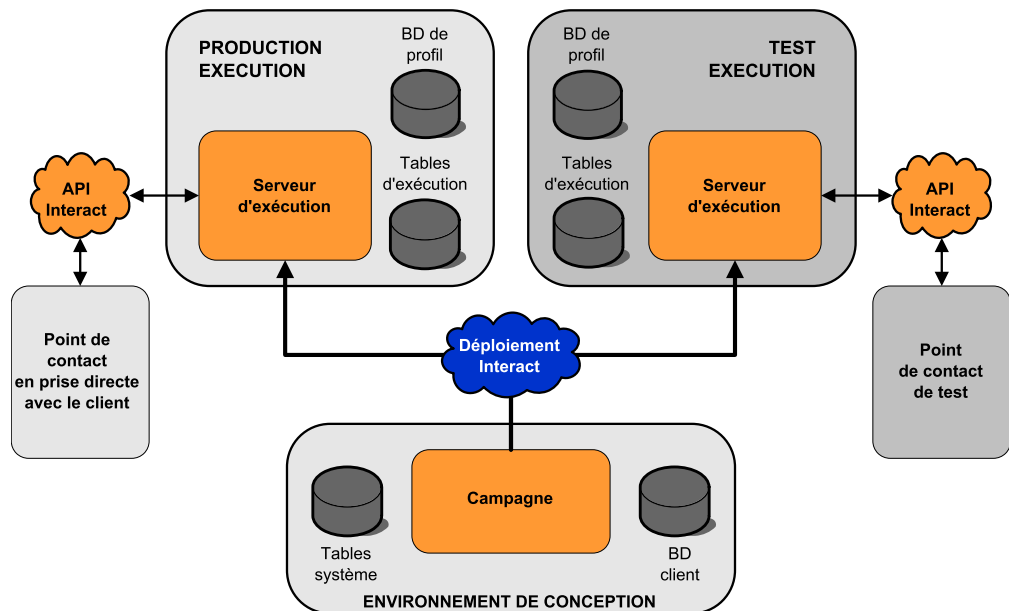 PRODUCTION
EXECUTION
BD de
profil
Tables
d'exécution
Serveur
d'exécution
API
Interact
Point de
contact
en prise directe
avec le client
BD de
profil
TEST
EXECUTION
Tables
d'exécution
Serveur
d'exécution
API
Interact
Point
de contact
de test
Déploiement
Interact
Campagne
Tables
système
BD
client
ENVIRONNEMENT DE CONCEPTION